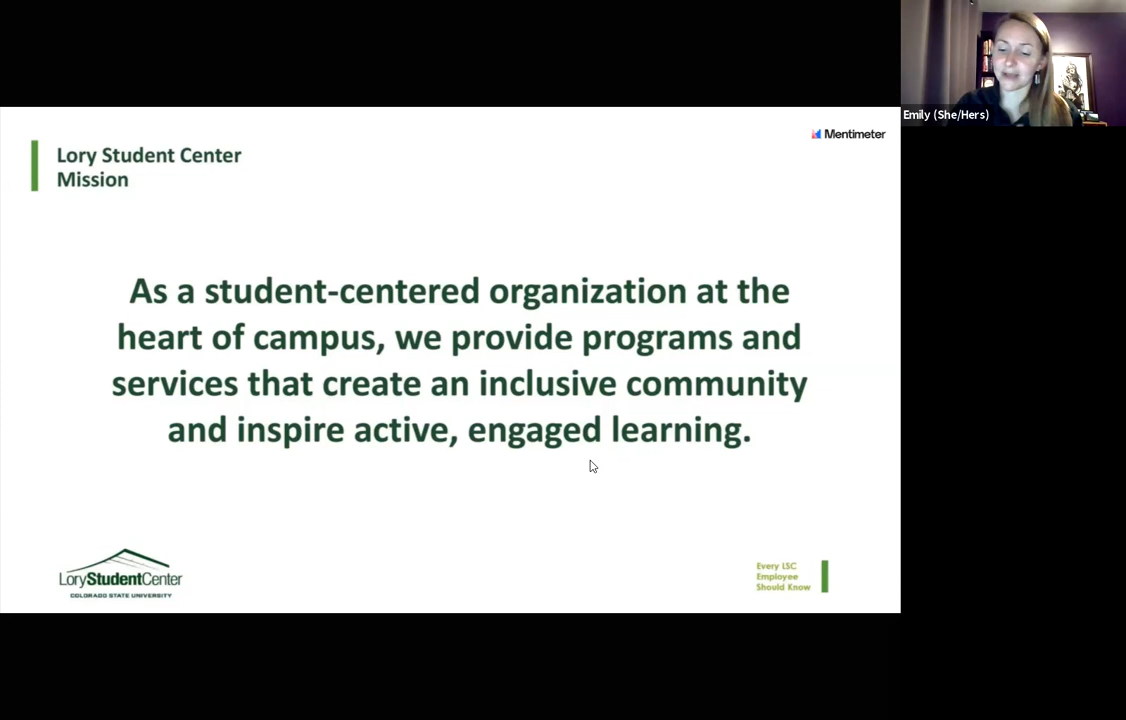 Emily (She/Hers)
Mentimeter
Lory Student Center
Mission
As a student-centered organization at the
heart of campus, we provide programs and
services that create an inclusive community
and inspire active, engaged learning.
LoryStudentCenter
COLORADO STATE UNIVERSITY
Every LSC
Employee
Should Know